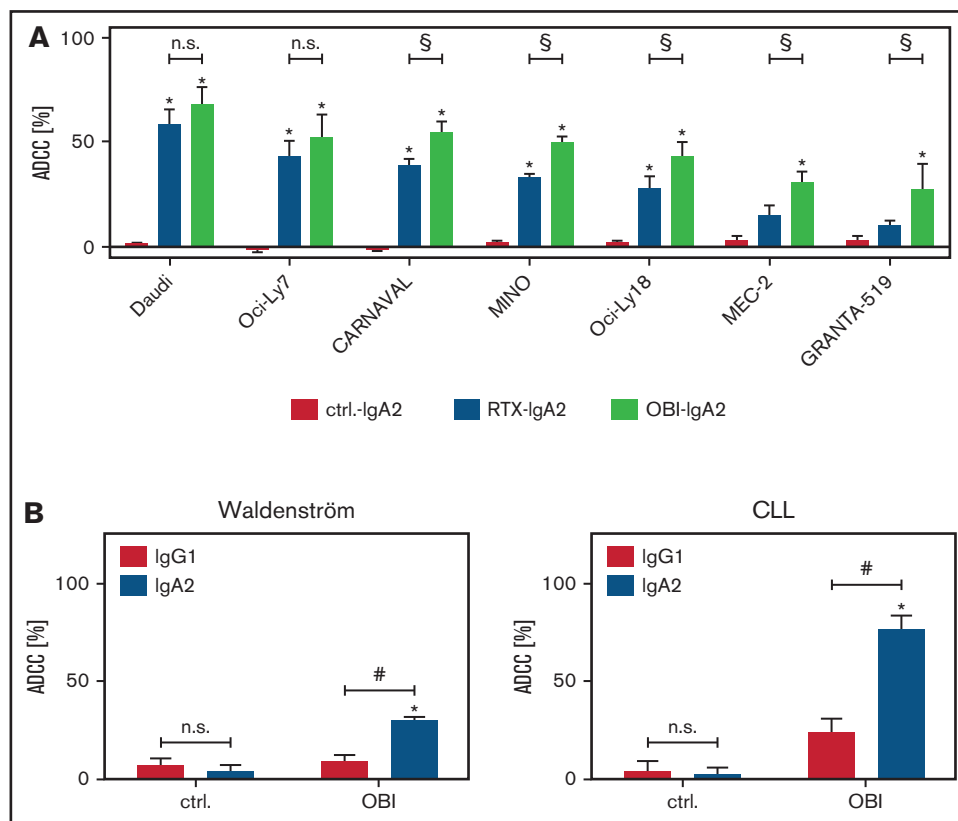 A
100
50
0
ADCC [%]
n.s. n.s. § § § § §
* * * * * * * * * * * *
Daudi Oci-Ly7 CARNAVAL MINO Oci-Ly18 MEC-2 GRANTA-519
ctrl.-IgA2 RTX-IgA2 OBI-IgA2
B
Waldenström
IgG1
IgA2
100
50
0
ADCC [%]
n.s.
#
*
ctrl. OBI
CLL
IgG1
IgA2
100
50
0
ADCC [%]
n.s.
#
*
ctrl. OBI